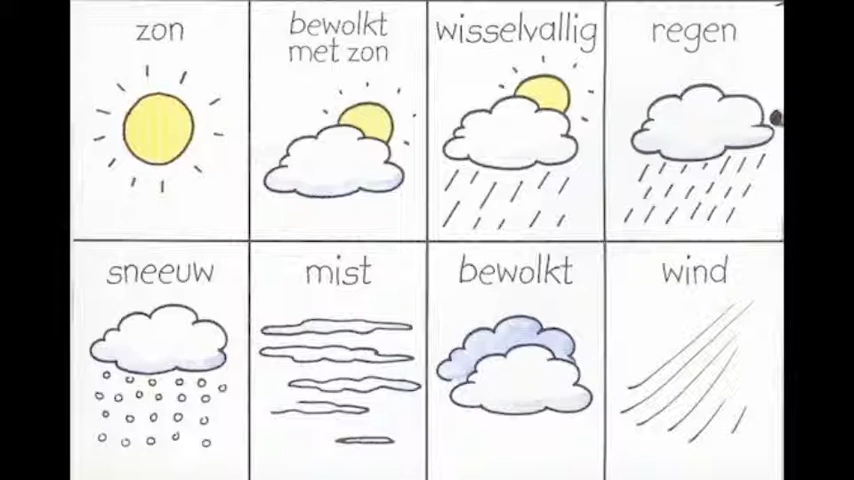 zon
bewolkt
met zon
wisselvallig
regen
sneeuw
mist
bewolkt
wind